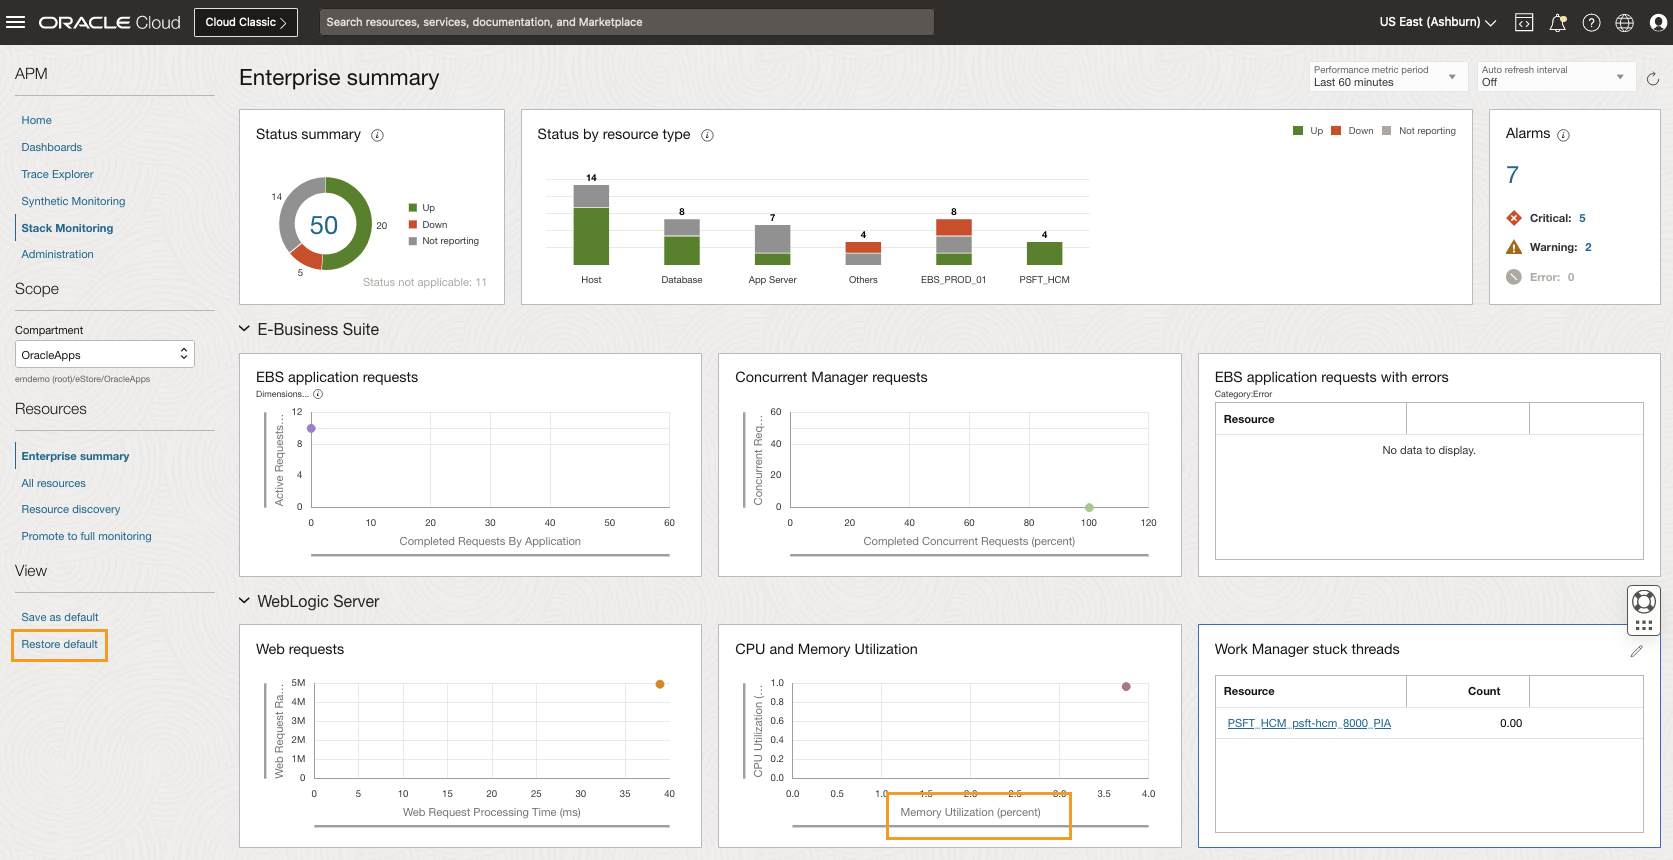 ORACLE Cloud
Cloud Classic
Search resources, services, documentation, and Marketplace
US East (Ashburn)
APM
Home
Dashboards
Trace Explorer
Synthetic Monitoring
Stack Monitoring
Administration
Scope
Compartment
OracleApps
emdemo (root)/eStore/OracleApps
Resources
Enterprise summary
All resources
Resource discovery
Promote to full monitoring
View
Save as default
Restore default
Enterprise summary
Performance metric period
Last 60 minutes
Auto refresh interval
Off
Status summary
14
50
20
5
Up
Down
Not reporting
Status not applicable: 11
Status by resource type
Up Down Not reporting
14 8 7 4 8 4
Host Database App Server Others EBS_PROD_01 PSFT_HCM
Alarms
7
Critical: 5
Warning: 2
Error: 0
E-Business Suite
EBS application requests
Dimensions...
Active Requests...
12
8
4
0
0 10 20 30 40 50 60
Completed Requests By Application
Concurrent Manager requests
Concurrent Req...
60
40
20
0
0 20 40 60 80 100 120
Completed Concurrent Requests (percent)
EBS application requests with errors
Category:Error
Resource
No data to display.
WebLogic Server
Web requests
Web Request Ra...
5M
4M
3M
2M
1M
0
0 5 10 15 20 25 30 35 40
Web Request Processing Time (ms)
CPU and Memory Utilization
CPU Utilization (...
1.0
0.8
0.6
0.4
0.2
0.0
0.0 0.5 1.0 1.5 2.0 2.5 3.0 3.5 4.0
Memory Utilization (percent)
Work Manager stuck threads
Resource Count
PSFT_HCM_psft-hcm_8000_PIA 0.00